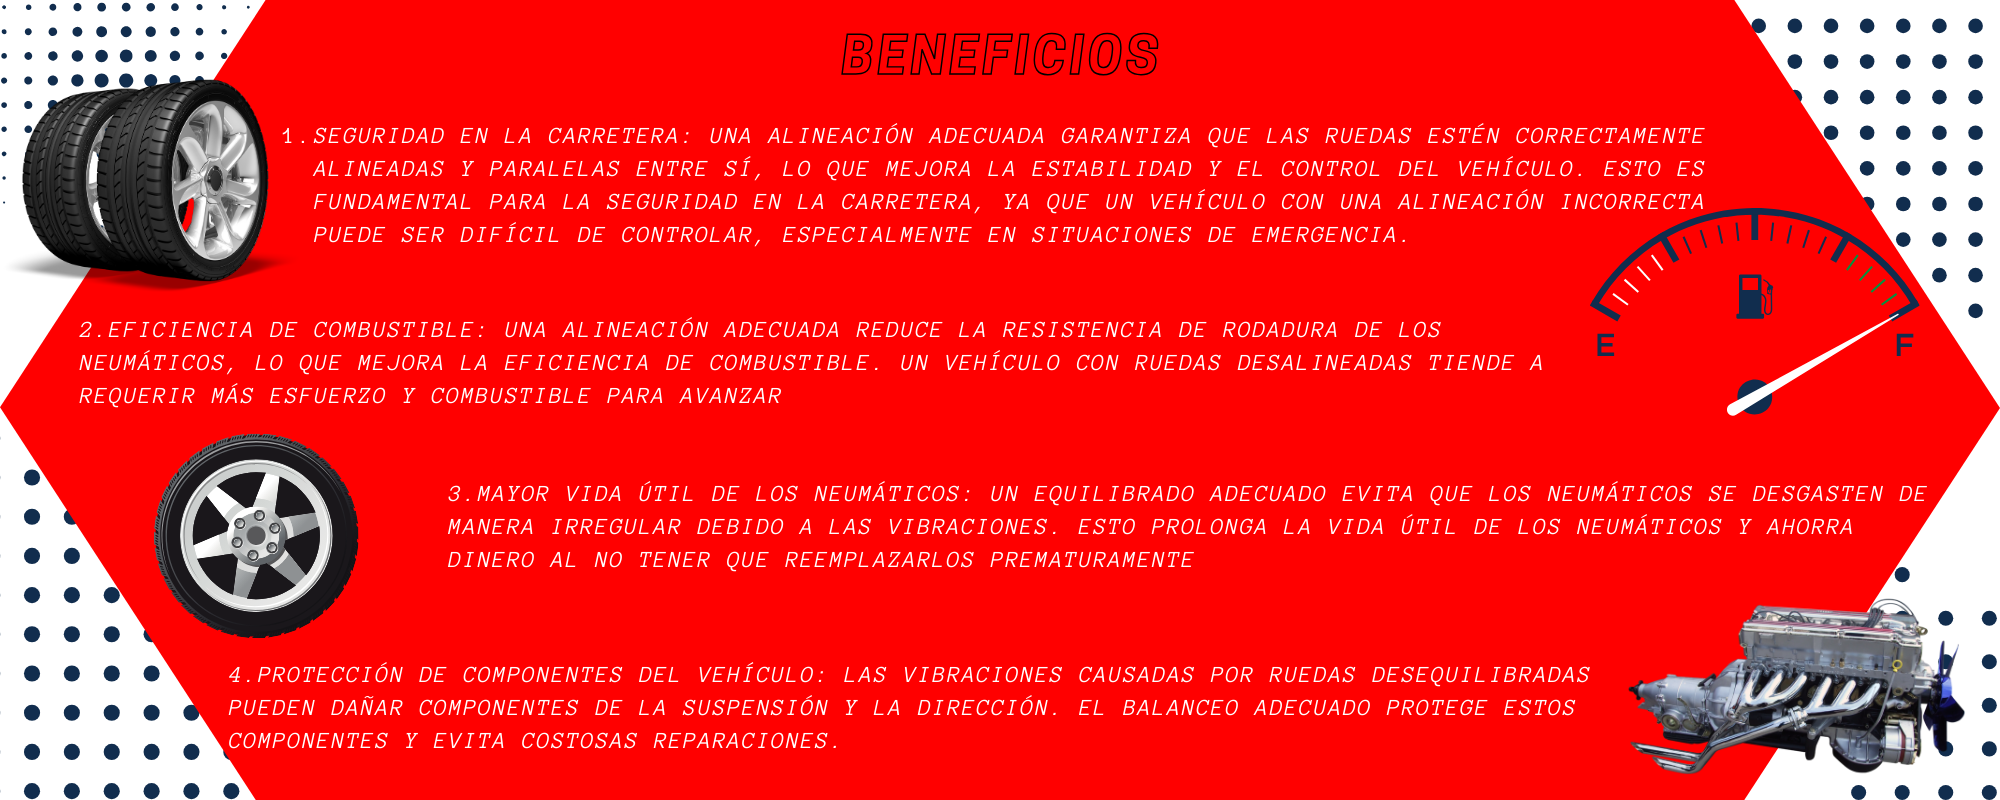 BENEFICIOS
1. SEGURIDAD EN LA CARRETERA: UNA ALINEACIÓN ADECUADA GARANTIZA QUE LAS RUEDAS ESTÉN CORRECTAMENTE
ALINEADAS Y PARALELAS ENTRE SÍ, LO QUE MEJORA LA ESTABILIDAD Y EL CONTROL DEL VEHÍCULO. ESTO ES
FUNDAMENTAL PARA LA SEGURIDAD EN LA CARRETERA, YA QUE UN VEHÍCULO CON UNA ALINEACIÓN INCORRECTA
PUEDE SER DIFÍCIL DE CONTROLAR, ESPECIALMENTE EN SITUACIONES DE EMERGENCIA.
2.EFICIENCIA DE COMBUSTIBLE: UNA ALINEACIÓN ADECUADA REDUCE LA RESISTENCIA DE RODADURA DE LOS
NEUMÁTICOS, LO QUE MEJORA LA EFICIENCIA DE COMBUSTIBLE. UN VEHÍCULO CON RUEDAS DESALINEADAS TIENDE A
REQUERIR MÁS ESFUERZO Y COMBUSTIBLE PARA AVANZAR
E F
3.MAYOR VIDA ÚTIL DE LOS NEUMÁTICOS: UN EQUILIBRADO ADECUADO EVITA QUE LOS NEUMÁTICOS SE DESGASTEN DE
MANERA IRREGULAR DEBIDO A LAS VIBRACIONES. ESTO PROLONGA LA VIDA ÚTIL DE LOS NEUMÁTICOS Y AHORRA
DINERO AL NO TENER QUE REEMPLAZARLOS PREMATURAMENTE
4.PROTECCIÓN DE COMPONENTES DEL VEHÍCULO: LAS VIBRACIONES CAUSADAS POR RUEDAS DESEQUILIBRADAS
PUEDEN DAÑAR COMPONENTES DE LA SUSPENSIÓN Y LA DIRECCIÓN. EL BALANCEO ADECUADO PROTEGE ESTOS
COMPONENTES Y EVITA COSTOSAS REPARACIONES.